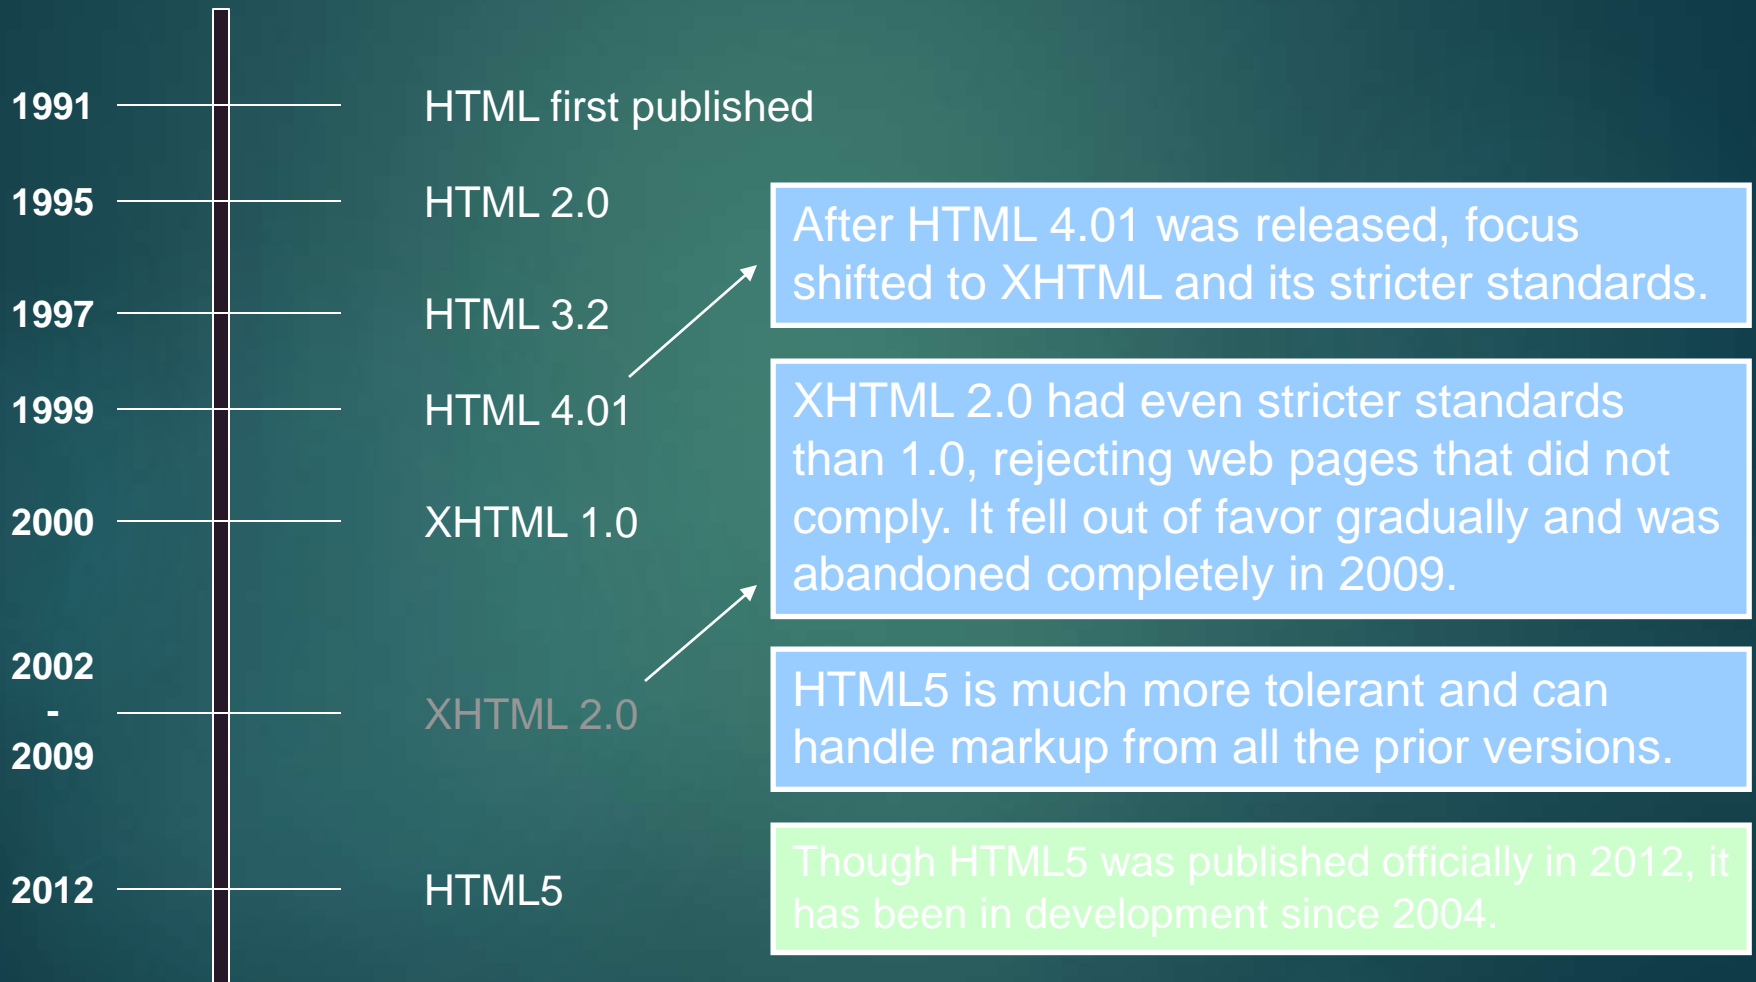 1991 HTML first published
1995 HTML 2.0
After HTML 4.01 was released, focus
shifted to XHTML and its stricter standards.
1997 HTML 3.2
1999 HTML 4.01
XHTML 2.0 had even stricter standards
than 1.0, rejecting web pages that did not
comply. It fell out of favor gradually and was
abandoned completely in 2009.
2000 XHTML 1.0
2002
-
2009
XHTML 2.0
HTML5 is much more tolerant and can
handle markup from all the prior versions.
2012 HTML5
Though HTML5 was published officially in 2012, it
has been in development since 2004.